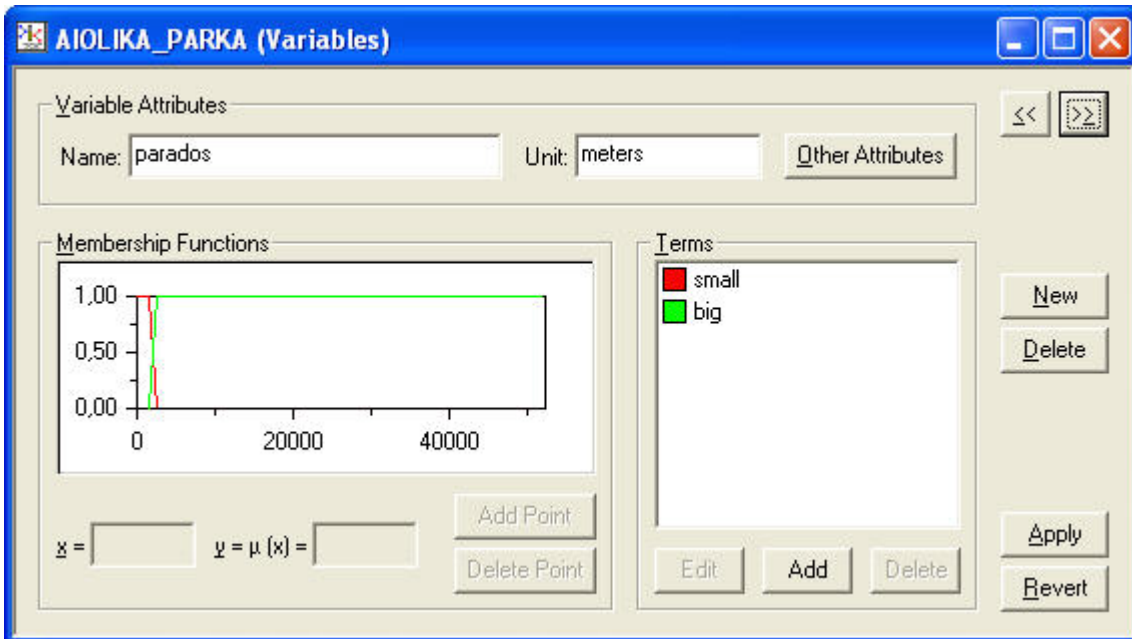 AIOLIKA_PARKA (Variables)
Variable Attributes
Name: parados Unit: meters Other Attributes
<< >>
Membership Functions
1,00
0,50
0,00
0 20000 40000
x = y = μ (x) =
Add Point
Delete Point
Terms
small
big
Edit Add Delete
New
Delete
Apply
Revert